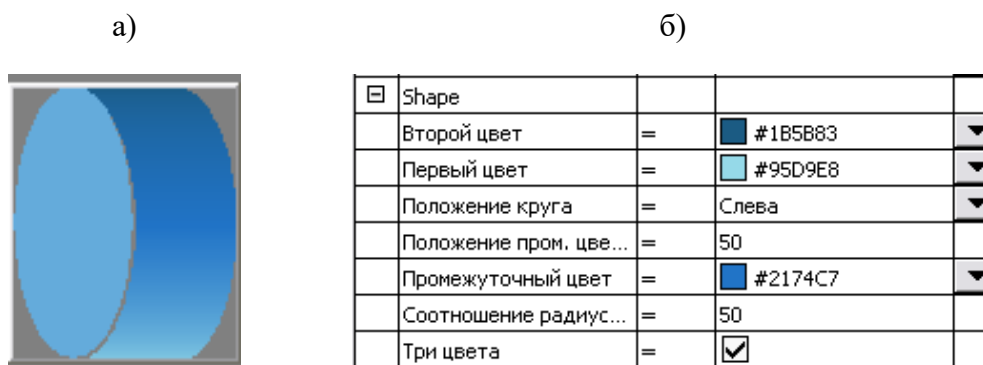 а) б)
Shape
Второй цвет = #1B5B83
Первый цвет = #95D9E8
Положение круга = Слева
Положение пром. цве... = 50
Промежуточный цвет = #2174C7
Соотношение радиус... = 50
Три цвета =